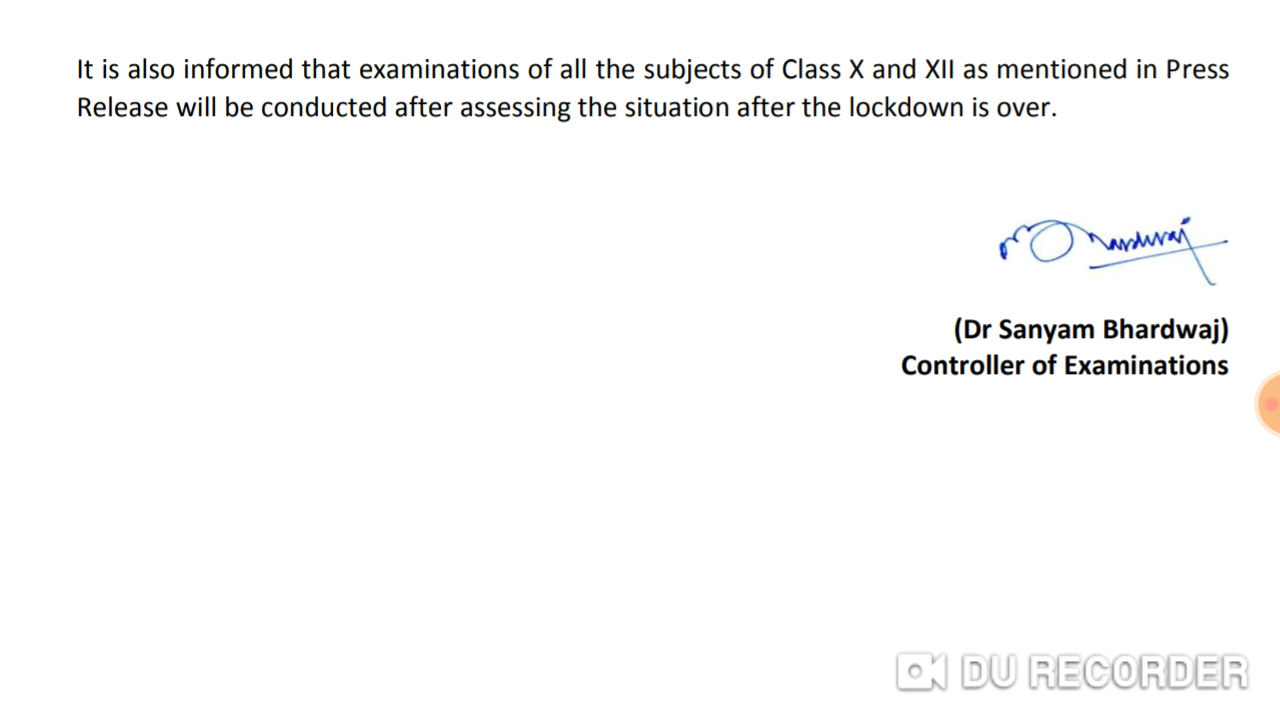 It is also informed that examinations of all the subjects of Class X and XII as mentioned in Press
Release will be conducted after assessing the situation after the lockdown is over.
(Dr Sanyam Bhardwaj)
Controller of Examinations
DU RECORDER